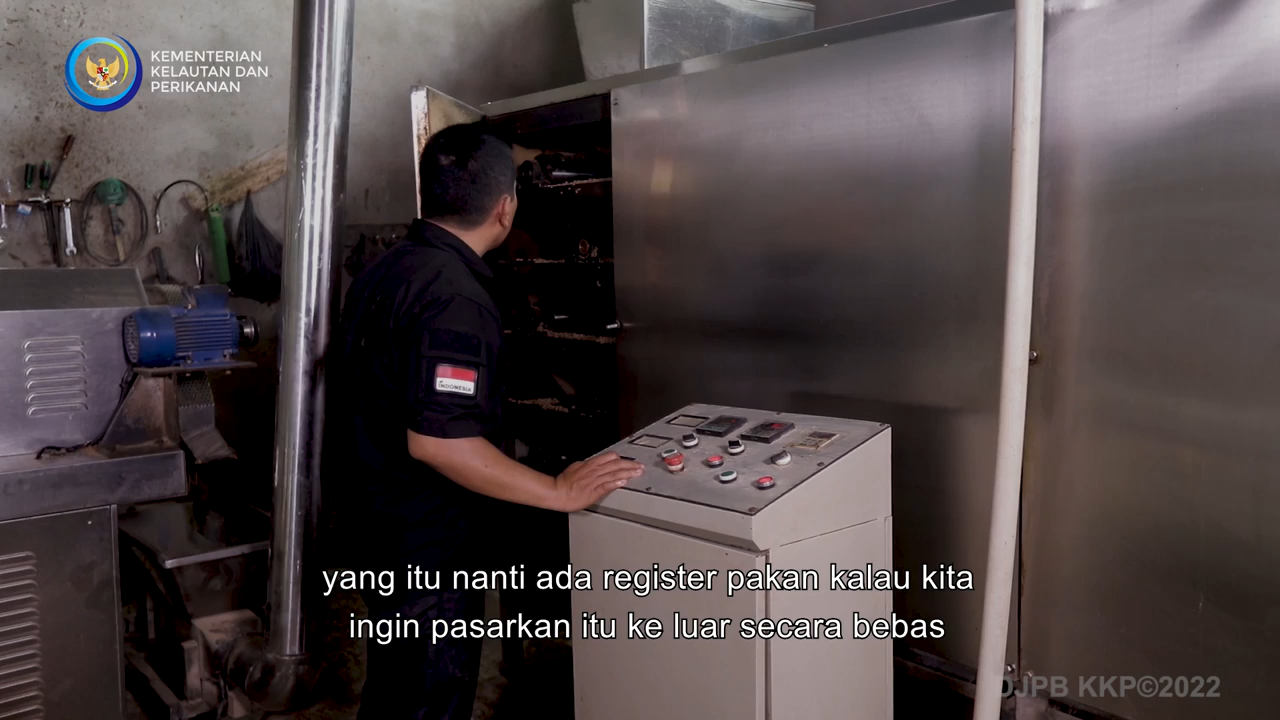 KEMENTERIAN
KELAUTAN DAN
PERIKANAN
INDONESIA
yang itu nanti ada register pakan kalau kita
ingin pasarkan itu ke luar secara bebas
DJPB KKP©2022